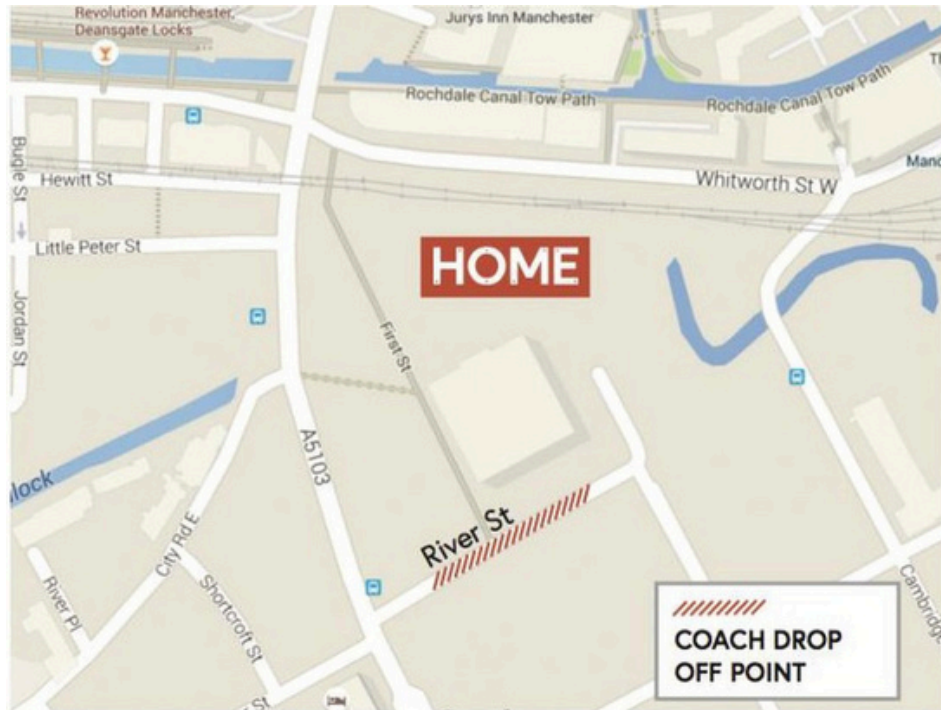 Revolution Manchester,
Deansgate Locks
Jurys Inn Manchester
Rochdale Canal Tow Path
Rochdale Canal Tow Path
Bugle St
Hewitt St
Whitworth St W
Little Peter St
HOME
Jordan St
First St
A5103
River St
City Rd E
Shortcroft St
River Pl
Cambridge
COACH DROP
OFF POINT